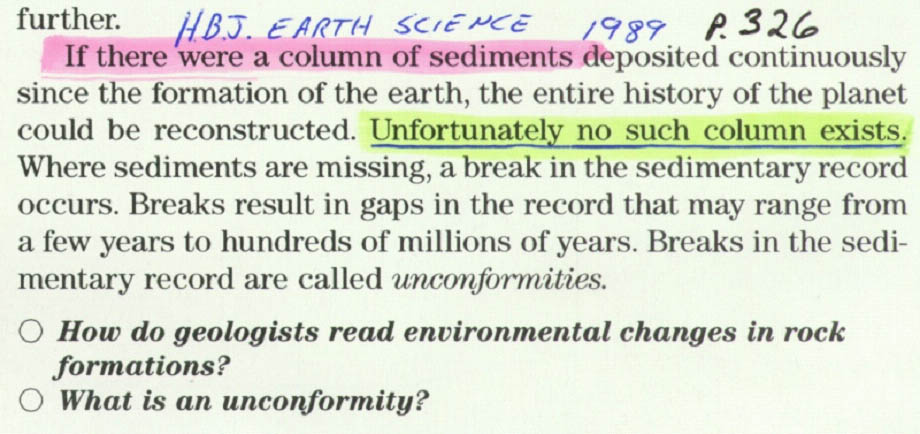 further. H.B.J. EARTH SCIENCE 1989 P. 326
If there were a column of sediments deposited continuously
since the formation of the earth, the entire history of the planet
could be reconstructed. Unfortunately no such column exists.
Where sediments are missing, a break in the sedimentary record
occurs. Breaks result in gaps in the record that may range from
a few years to hundreds of millions of years. Breaks in the sedi-
mentary record are called unconformities.
○ How do geologists read environmental changes in rock
formations?
○ What is an unconformity?